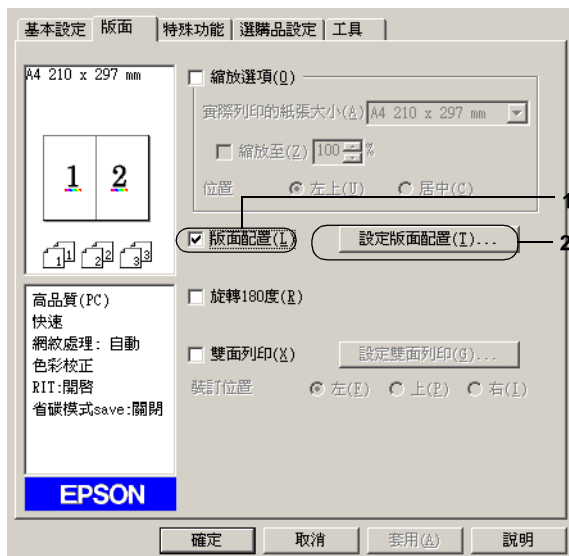 基本設定 版面 特殊功能 選購品設定 工具
A4 210 x 297 mm
1 2
1 1 2 2 3 3
縮放選項(O)
實際列印的紙張大小(A) A4 210 x 297 mm
縮放至(Z) 100 %
位置 左上(U) 居中(C)
1
版面配置(L) 設定版面配置(T)...
2
高品質(PC)
快速
網紋處理: 自動
色彩校正
RIT:開啓
省碳模式save:關閉
旋轉180度(R)
雙面列印(X) 設定雙面列印(G)...
裝訂位置 左(F) 上(P) 右(I)
EPSON
確定 取消 套用(A) 說明